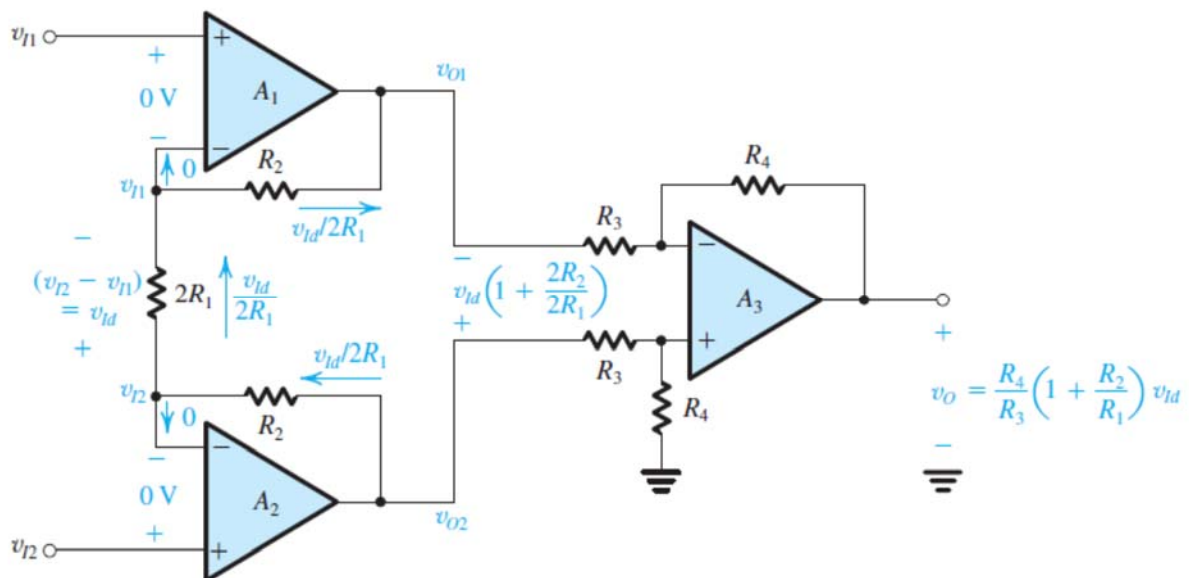 v_I1
+
+
0 V
A_1
v_O1
−
−
0
R_2
R_4
v_I1
v_Id/2R_1
R_3
−
−
−
(v_I2 − v_I1)
= v_Id
2R_1
v_Id
2R_1
v_Id(1 + 2R_2/2R_1)
A_3
+
+
+
+
v_Id/2R_1
R_3
v_I2
v_O = R_4/R_3 (1 + R_2/R_1) v_Id
0
R_2
R_4
−
−
−
0 V
A_2
+
v_O2
v_I2
+